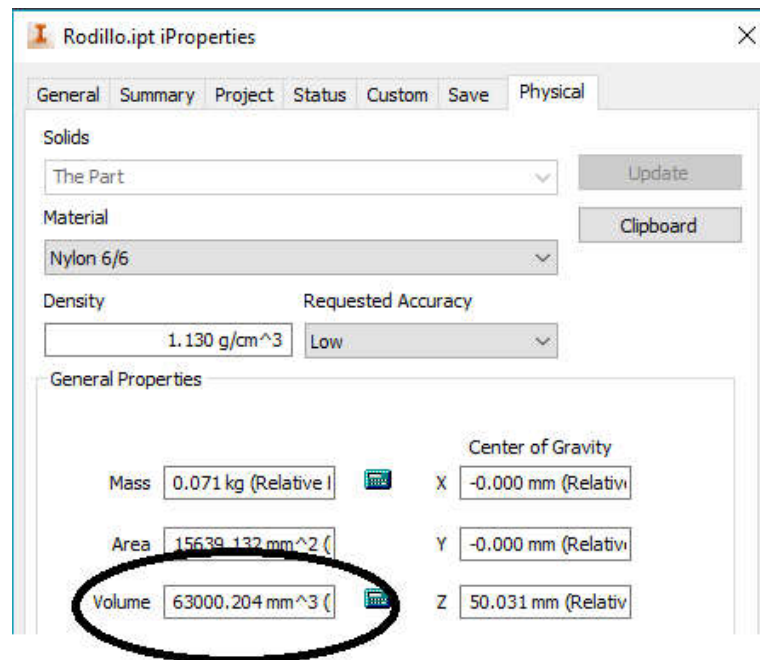 Rodillo.ipt iProperties
General Summary Project Status Custom Save Physical
Solids
The Part
Update
Material
Clipboard
Nylon 6/6
Density Requested Accuracy
1.130 g/cm^3 Low
General Properties
Center of Gravity
Mass 0.071 kg (Relative X -0.000 mm (Relativ
Area 15639.132 mm^2 ( Y -0.000 mm (Relativ
Volume 63000.204 mm^3 ( Z 50.031 mm (Relativ